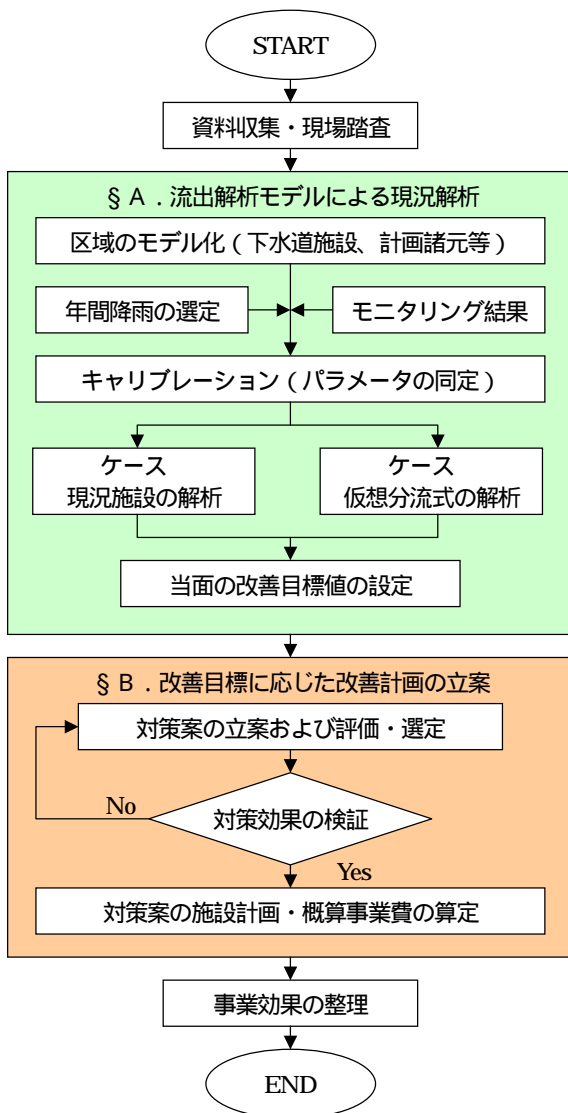 START
資料収集・現場踏査
§Ａ．流出解析モデルによる現況解析
区域のモデル化（下水道施設、計画諸元等）
年間降雨の選定
モニタリング結果
キャリブレーション（パラメータの同定）
ケース
現況施設の解析
ケース
仮想分流式の解析
当面の改善目標値の設定
§Ｂ．改善目標に応じた改善計画の立案
対策案の立案および評価・選定
No
対策効果の検証
Yes
対策案の施設計画・概算事業費の算定
事業効果の整理
END